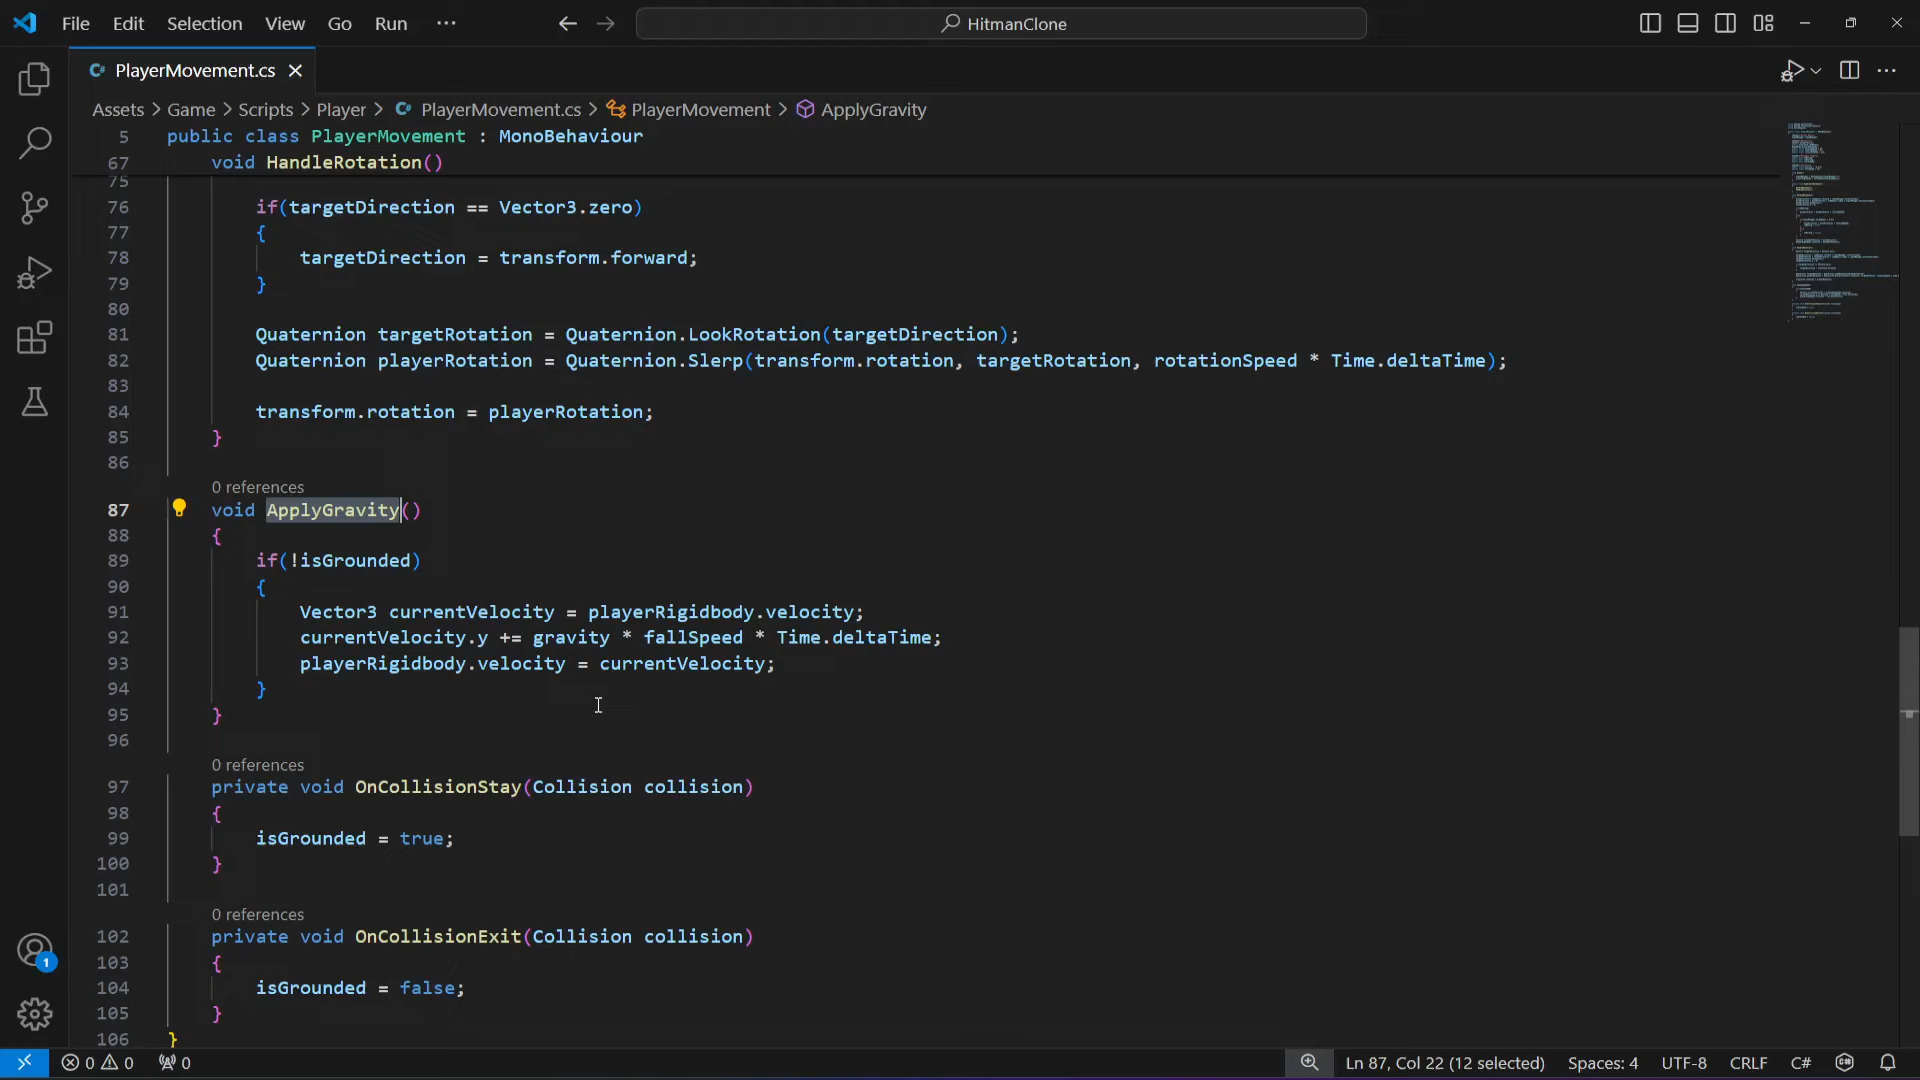 File Edit Selection View Go Run ···
HitmanClone
PlayerMovement.cs
Assets > Game > Scripts > Player > PlayerMovement.cs > PlayerMovement > ApplyGravity
5 public class PlayerMovement : MonoBehaviour
67 void HandleRotation()
75
76 if(targetDirection == Vector3.zero)
77 {
78 targetDirection = transform.forward;
79 }
80
81 Quaternion targetRotation = Quaternion.LookRotation(targetDirection);
82 Quaternion playerRotation = Quaternion.Slerp(transform.rotation, targetRotation, rotationSpeed * Time.deltaTime);
83
84 transform.rotation = playerRotation;
85 }
86
0 references
87 void ApplyGravity()
88 {
89 if(!isGrounded)
90 {
91 Vector3 currentVelocity = playerRigidbody.velocity;
92 currentVelocity.y += gravity * fallSpeed * Time.deltaTime;
93 playerRigidbody.velocity = currentVelocity;
94 }
95 }
96
0 references
97 private void OnCollisionStay(Collision collision)
98 {
99 isGrounded = true;
100 }
101
0 references
102 private void OnCollisionExit(Collision collision)
103 {
104 isGrounded = false;
105 }
106 }
1
0 0 0 Ln 87, Col 22 (12 selected) Spaces: 4 UTF-8 CRLF C#